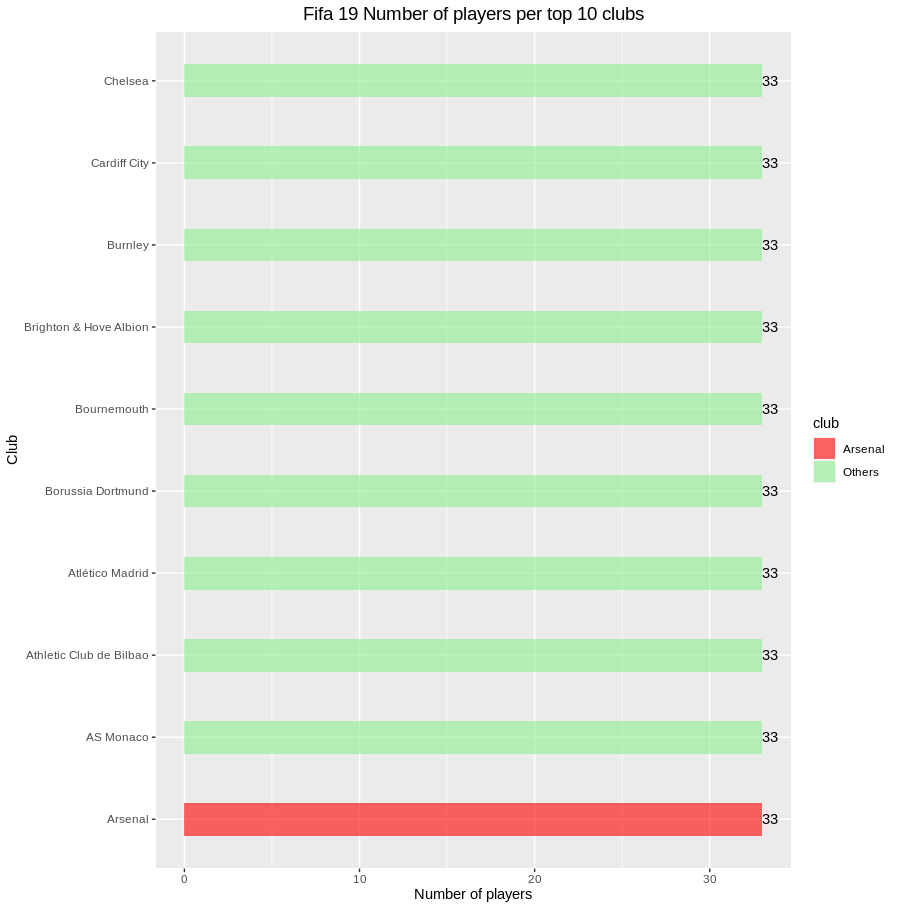 Fifa 19 Number of players per top 10 clubs
Chelsea 33
Cardiff City 33
Burnley 33
Brighton & Hove Albion 33
Bournemouth 33
Borussia Dortmund 33
Atlético Madrid 33
Athletic Club de Bilbao 33
AS Monaco 33
Arsenal 33
0 10 20 30
Number of players
Club
club
Arsenal
Others